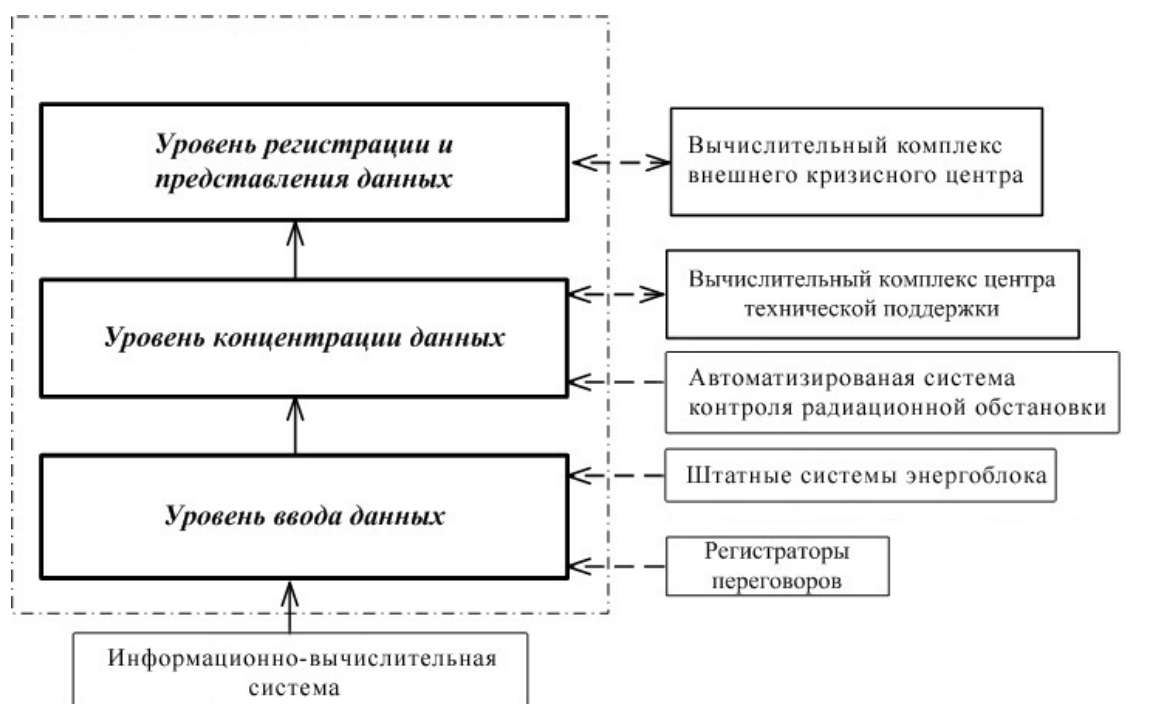 Уровень регистрации и
представления данных
Вычислительный комплекс
внешнего кризисного центра
Уровень концентрации данных
Вычислительный комплекс центра
технической поддержки
Автоматизированая система
контроля радиационной обстановки
Уровень ввода данных
Штатные системы энергоблока
Регистраторы
переговоров
Информационно-вычислительная
система